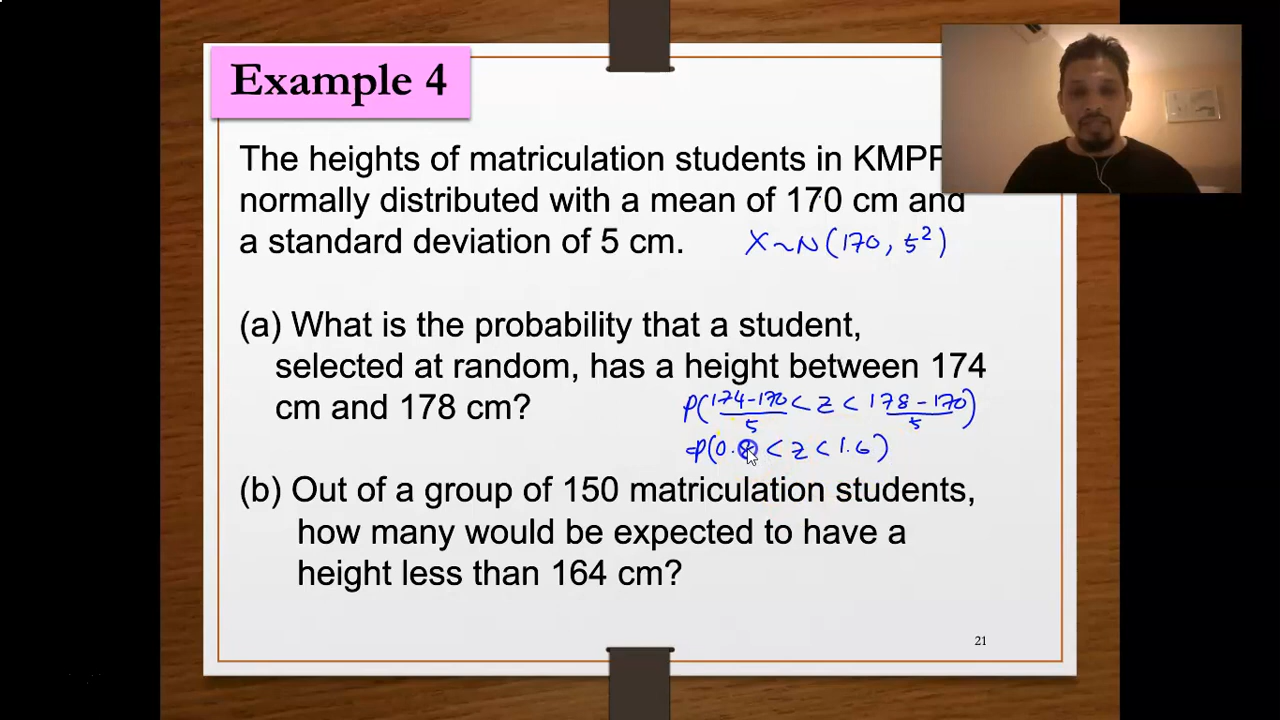 Example 4
The heights of matriculation students in KMPP
normally distributed with a mean of 170 cm and
a standard deviation of 5 cm. X~N(170, 5²)
(a) What is the probability that a student,
selected at random, has a height between 174
cm and 178 cm?
P(174-170/5 < z < 178-170/5)
=P(0.8 < z < 1.6)
(b) Out of a group of 150 matriculation students,
how many would be expected to have a
height less than 164 cm?
21